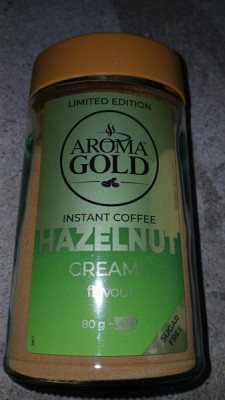 LIMITED EDITION
AROMA
GOLD
INSTANT COFFEE
HAZELNUT
CREAMY
flavour
80 g
SUGAR
FREE